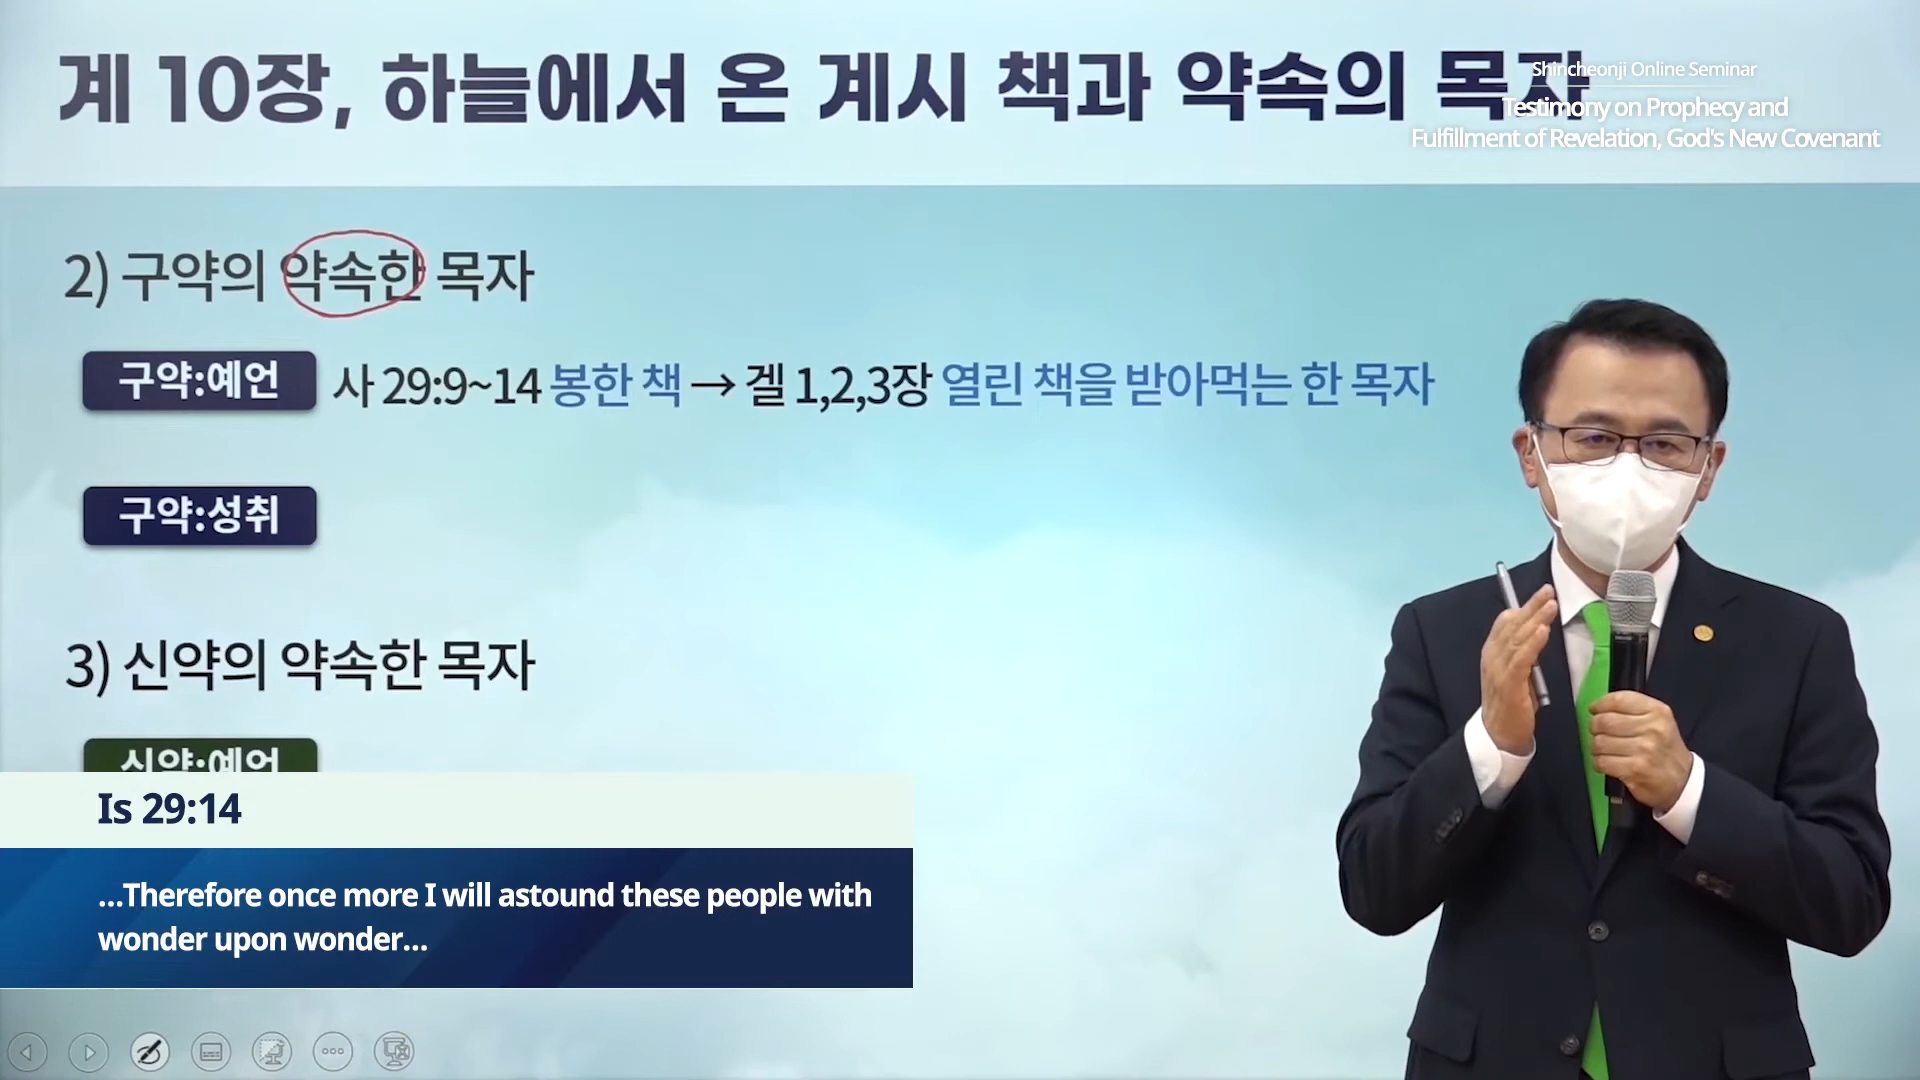 계 10장, 하늘에서 온 계시 책과 약속의 목자
Shincheonji Online Seminar
Testimony on Prophecy and
Fulfillment of Revelation, God's New Covenant
2) 구약의 약속한 목자
구약:예언 사 29:9~14 봉한 책 → 겔 1,2,3장 열린 책을 받아먹는 한 목자
구약:성취
3) 신약의 약속한 목자
신약:예언
Is 29:14
...Therefore once more I will astound these people with
wonder upon wonder...